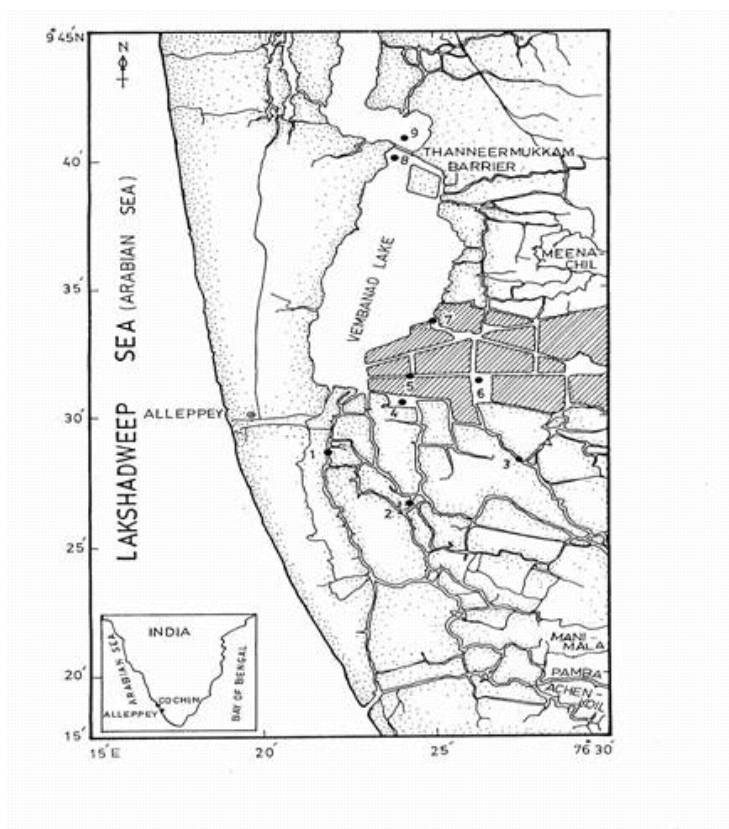 9°45'N
N
9
THANNEERMUKKAM
BARRIER
8
40'
LAKSHADWEEP SEA (ARABIAN SEA)
MEENA-
CHIL
VEMBANAD LAKE
35'
7
5
6
4
ALLEPPEY
30'
1
3
2
25'
INDIA
ARABIAN SEA
COCHIN
ALLEPPEY
BAY OF BENGAL
MANI-
MALA
20'
PAMBA
ACHEN-
KOIL
15'
15'E
20'
25'
76°30'